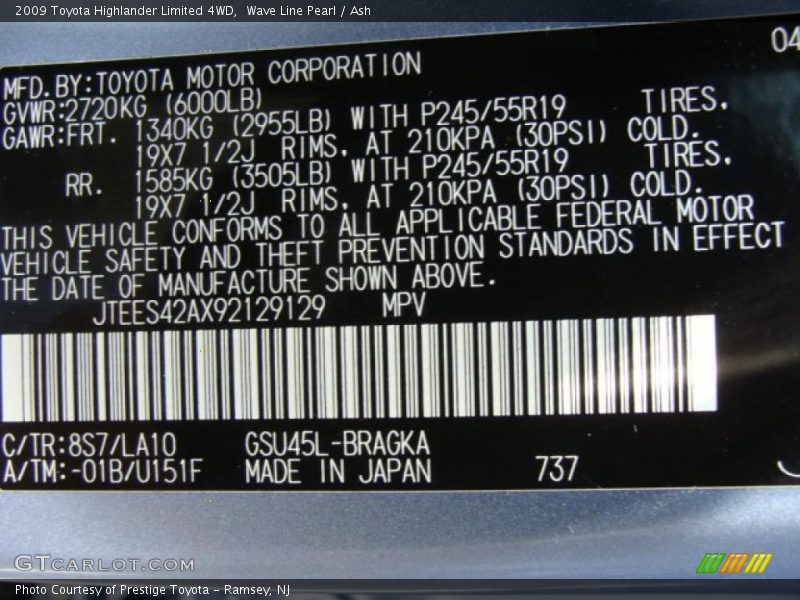 2009 Toyota Highlander Limited 4WD,  Wave Line Pearl / Ash
04
MFD.BY:TOYOTA MOTOR CORPORATION
GVWR:2720KG (6000LB)
GAWR:FRT. 1340KG (2955LB) WITH P245/55R19 TIRES,
19X7 1/2J RIMS, AT 210KPA (30PSI) COLD.
RR. 1585KG (3505LB) WITH P245/55R19 TIRES,
19X7 1/2J RIMS, AT 210KPA (30PSI) COLD.
THIS VEHICLE CONFORMS TO ALL APPLICABLE FEDERAL MOTOR
VEHICLE SAFETY AND THEFT PREVENTION STANDARDS IN EFFECT
THE DATE OF MANUFACTURE SHOWN ABOVE.
JTEES42AX92129129 MPV
C/TR:8S7/LA10 GSU45L-BRAGKA
A/TM:-01B/U151F MADE IN JAPAN 737
GTCARLOT.COM
Photo Courtesy of Prestige Toyota - Ramsey, NJ